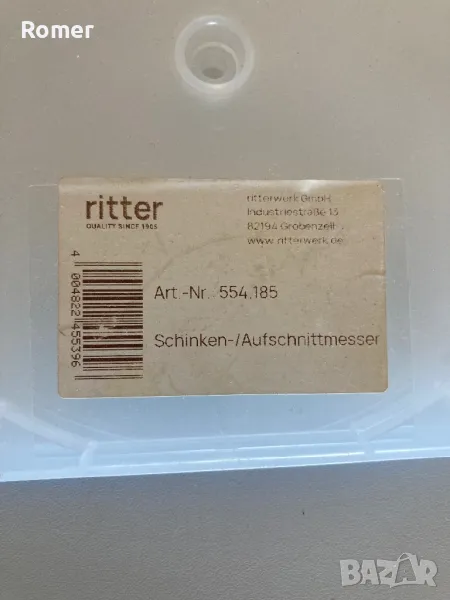 Romer
ritter
QUALITY SINCE 1905
ritterwerk GmbH
Industriestraße 13
82194 Gröbenzell
www.ritterwerk.de
4 004822 455396
Art.-Nr. 554.185
Schinken-/Aufschnittmesser
BAZAR